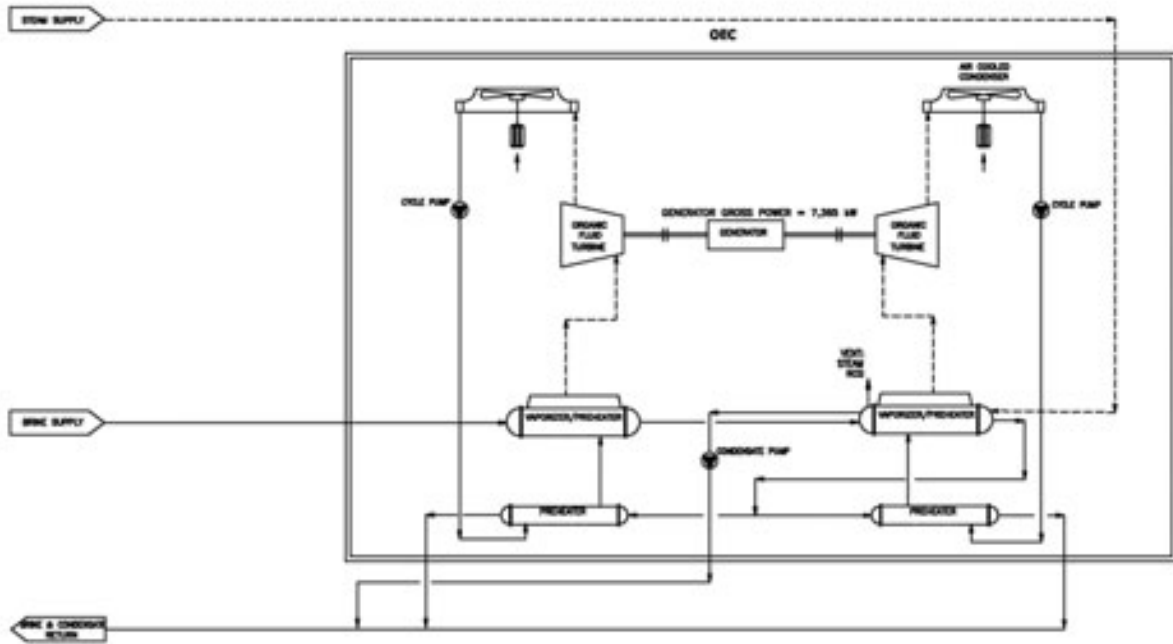 STEAM SUPPLY
OEC
AIR COOLED
CONDENSER
CYCLE PUMP
ORGANIC
FLUID
TURBINE
GENERATOR GROSS POWER = 7,365 kW
GENERATOR
ORGANIC
FLUID
TURBINE
CYCLE PUMP
VENT:
STEAM
BRINE SUPPLY
VAPORIZER/PREHEATER
VAPORIZER/PREHEATER
CONDENSATE PUMP
PREHEATER
PREHEATER
BRINE & CONDENSATE
RETURN